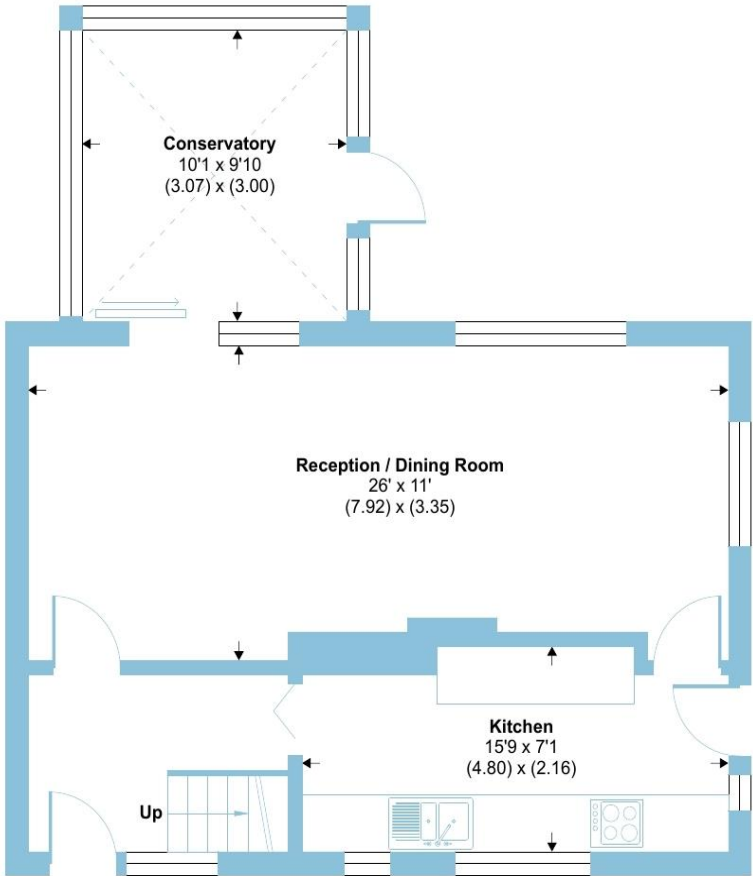 Conservatory
10'1 x 9'10
(3.07) x (3.00)
Reception / Dining Room
26' x 11'
(7.92) x (3.35)
Kitchen
15'9 x 7'1
(4.80) x (2.16)
Up